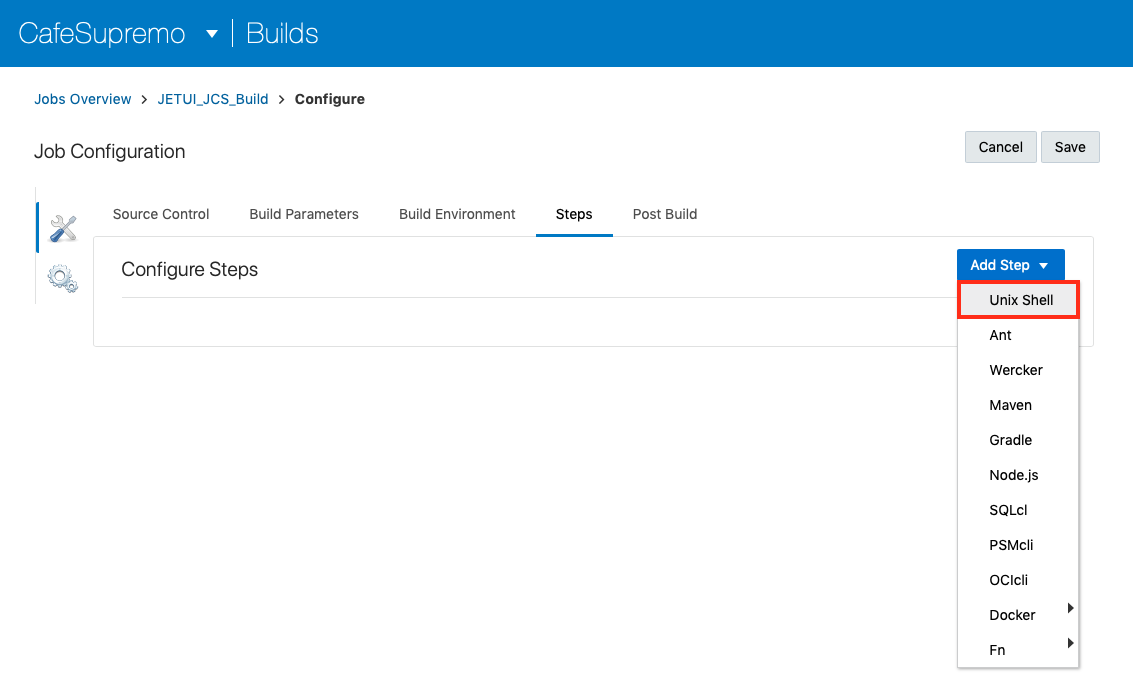 CafeSupremo Builds
Jobs Overview > JETUI_JCS_Build > Configure
Job Configuration
Cancel Save
Source Control Build Parameters Build Environment Steps Post Build
Configure Steps
Add Step
Unix Shell
Ant
Wercker
Maven
Gradle
Node.js
SQLcl
PSMcli
OCIcli
Docker
Fn